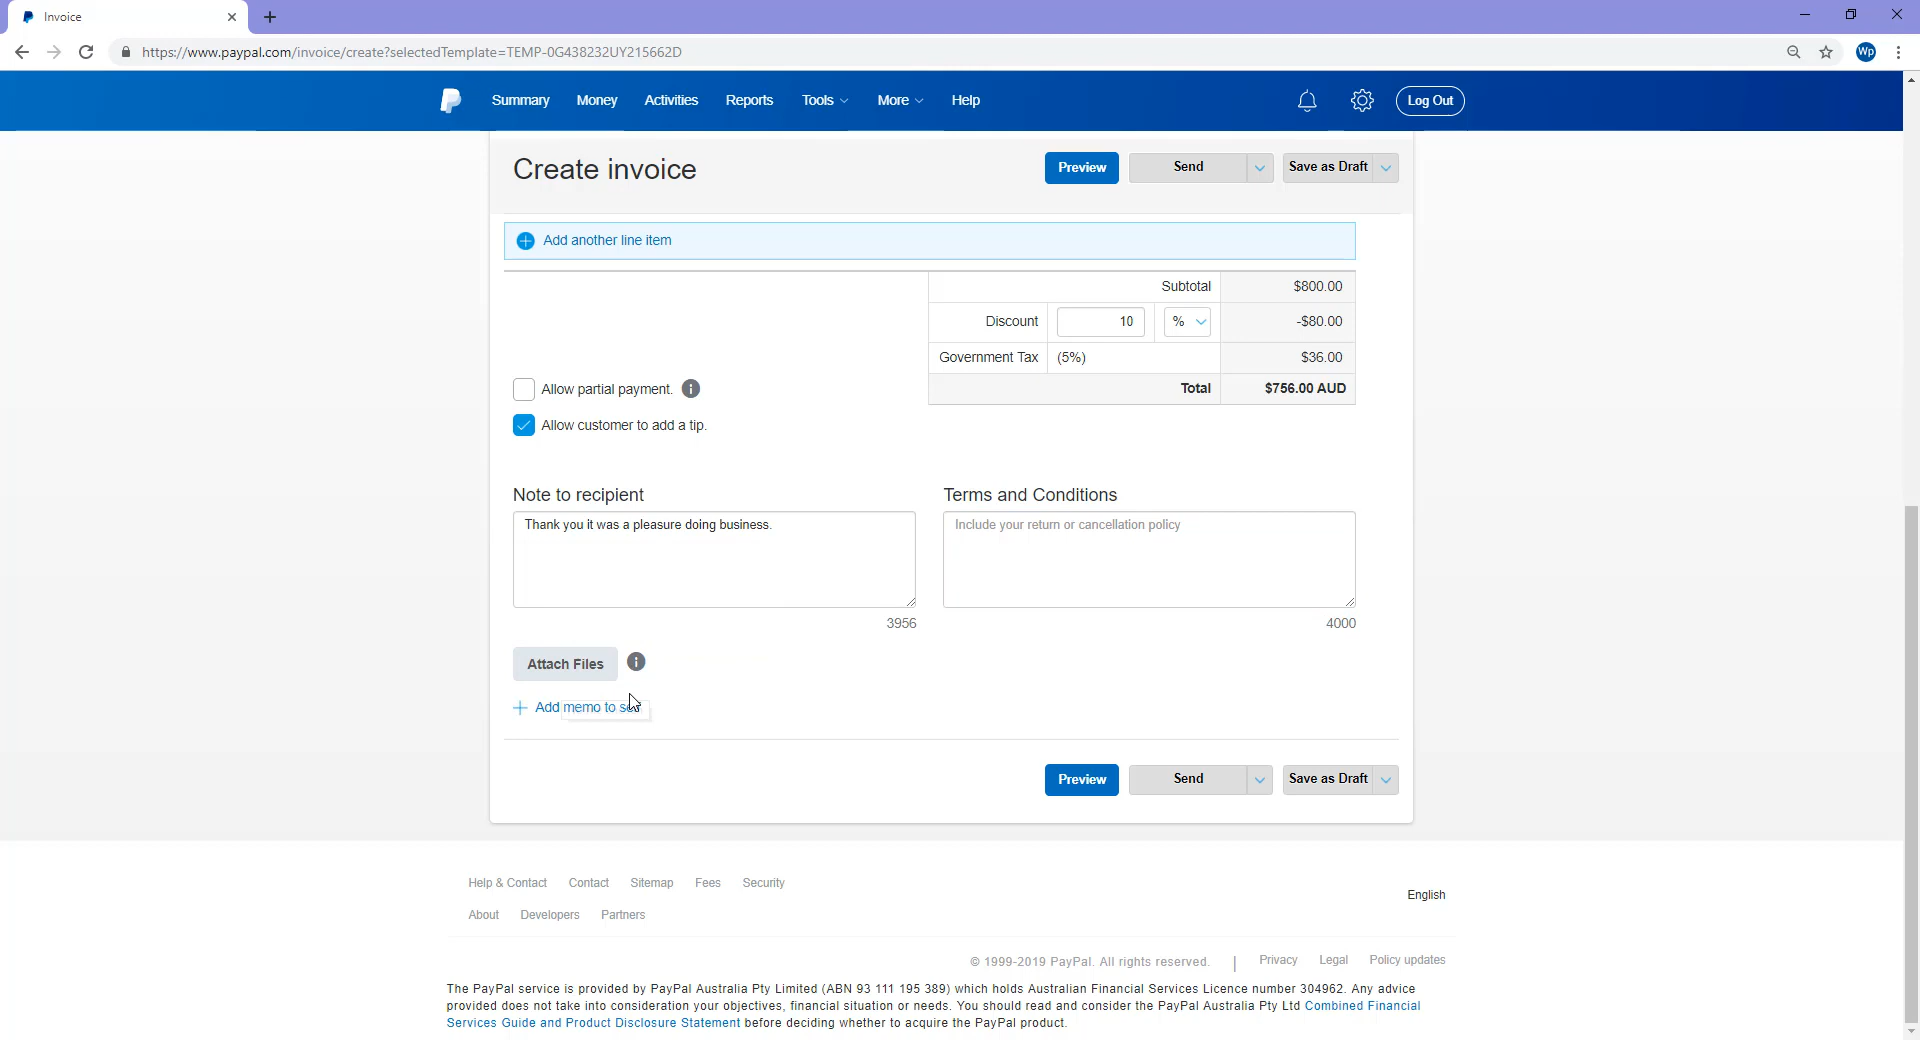 Invoice
https://www.paypal.com/invoice/create?selectedTemplate=TEMP-0G438232UY215662D
Wp
Summary Money Activities Reports Tools More Help Log Out
Create invoice
Preview Send Save as Draft
Add another line item
Subtotal $800.00
Discount 10 % -$80.00
Government Tax (5%) $36.00
Total $756.00 AUD
Allow partial payment.
Allow customer to add a tip.
Note to recipient Terms and Conditions
Thank you it was a pleasure doing business. Include your return or cancellation policy
3956 4000
Attach Files
Add memo to
Preview Send Save as Draft
Help & Contact Contact Sitemap Fees Security
English
About Developers Partners
© 1999-2019 PayPal. All rights reserved. | Privacy Legal Policy updates
The PayPal service is provided by PayPal Australia Pty Limited (ABN 93 111 195 389) which holds Australian Financial Services Licence number 304962. Any advice
provided does not take into consideration your objectives, financial situation or needs. You should read and consider the PayPal Australia Pty Ltd Combined Financial
Services Guide and Product Disclosure Statement before deciding whether to acquire the PayPal product.